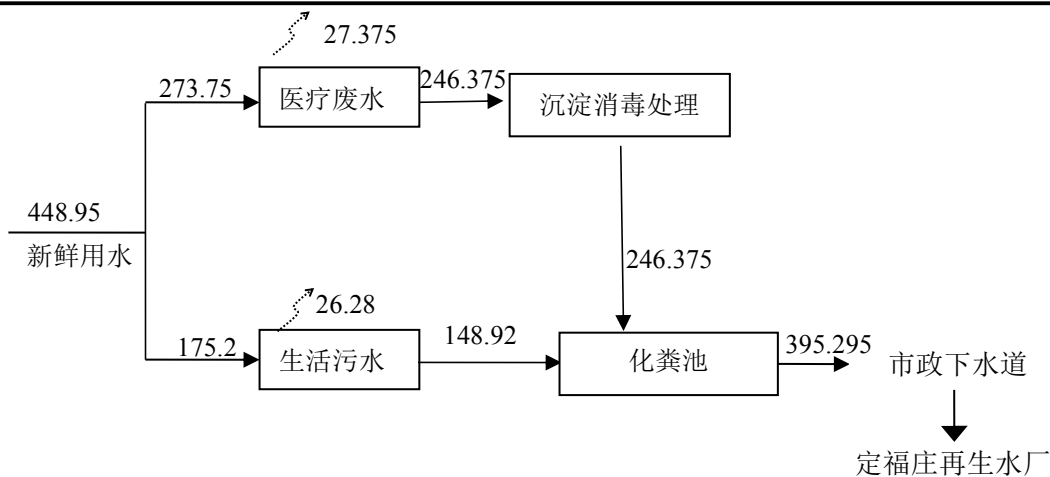 27.375
273.75
医疗废水
246.375
沉淀消毒处理
448.95
新鲜用水
246.375
26.28
175.2
生活污水
148.92
化粪池
395.295
市政下水道
定福庄再生水厂